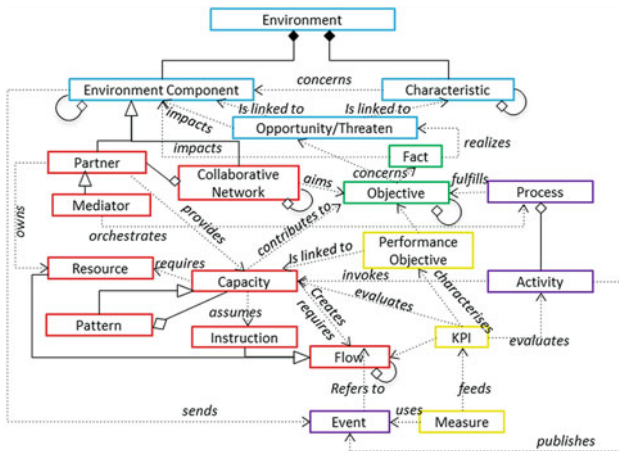 Environment
concerns
Environment Component
Characteristic
Is linked to
Is linked to
impacts
Opportunity/Threaten
impacts
realizes
Fact
Partner
Collaborative
Network
concerns
aims
Objective
fulfills
Process
Mediator
owns
provides
contributes to
orchestrates
Performance
Objective
Is linked to
Resource
requires
Capacity
invokes
Activity
characterises
evaluates
Creates
requires
Pattern
assumes
Instruction
KPI
evaluates
Flow
Refers to
feeds
sends
Event
uses
Measure
publishes